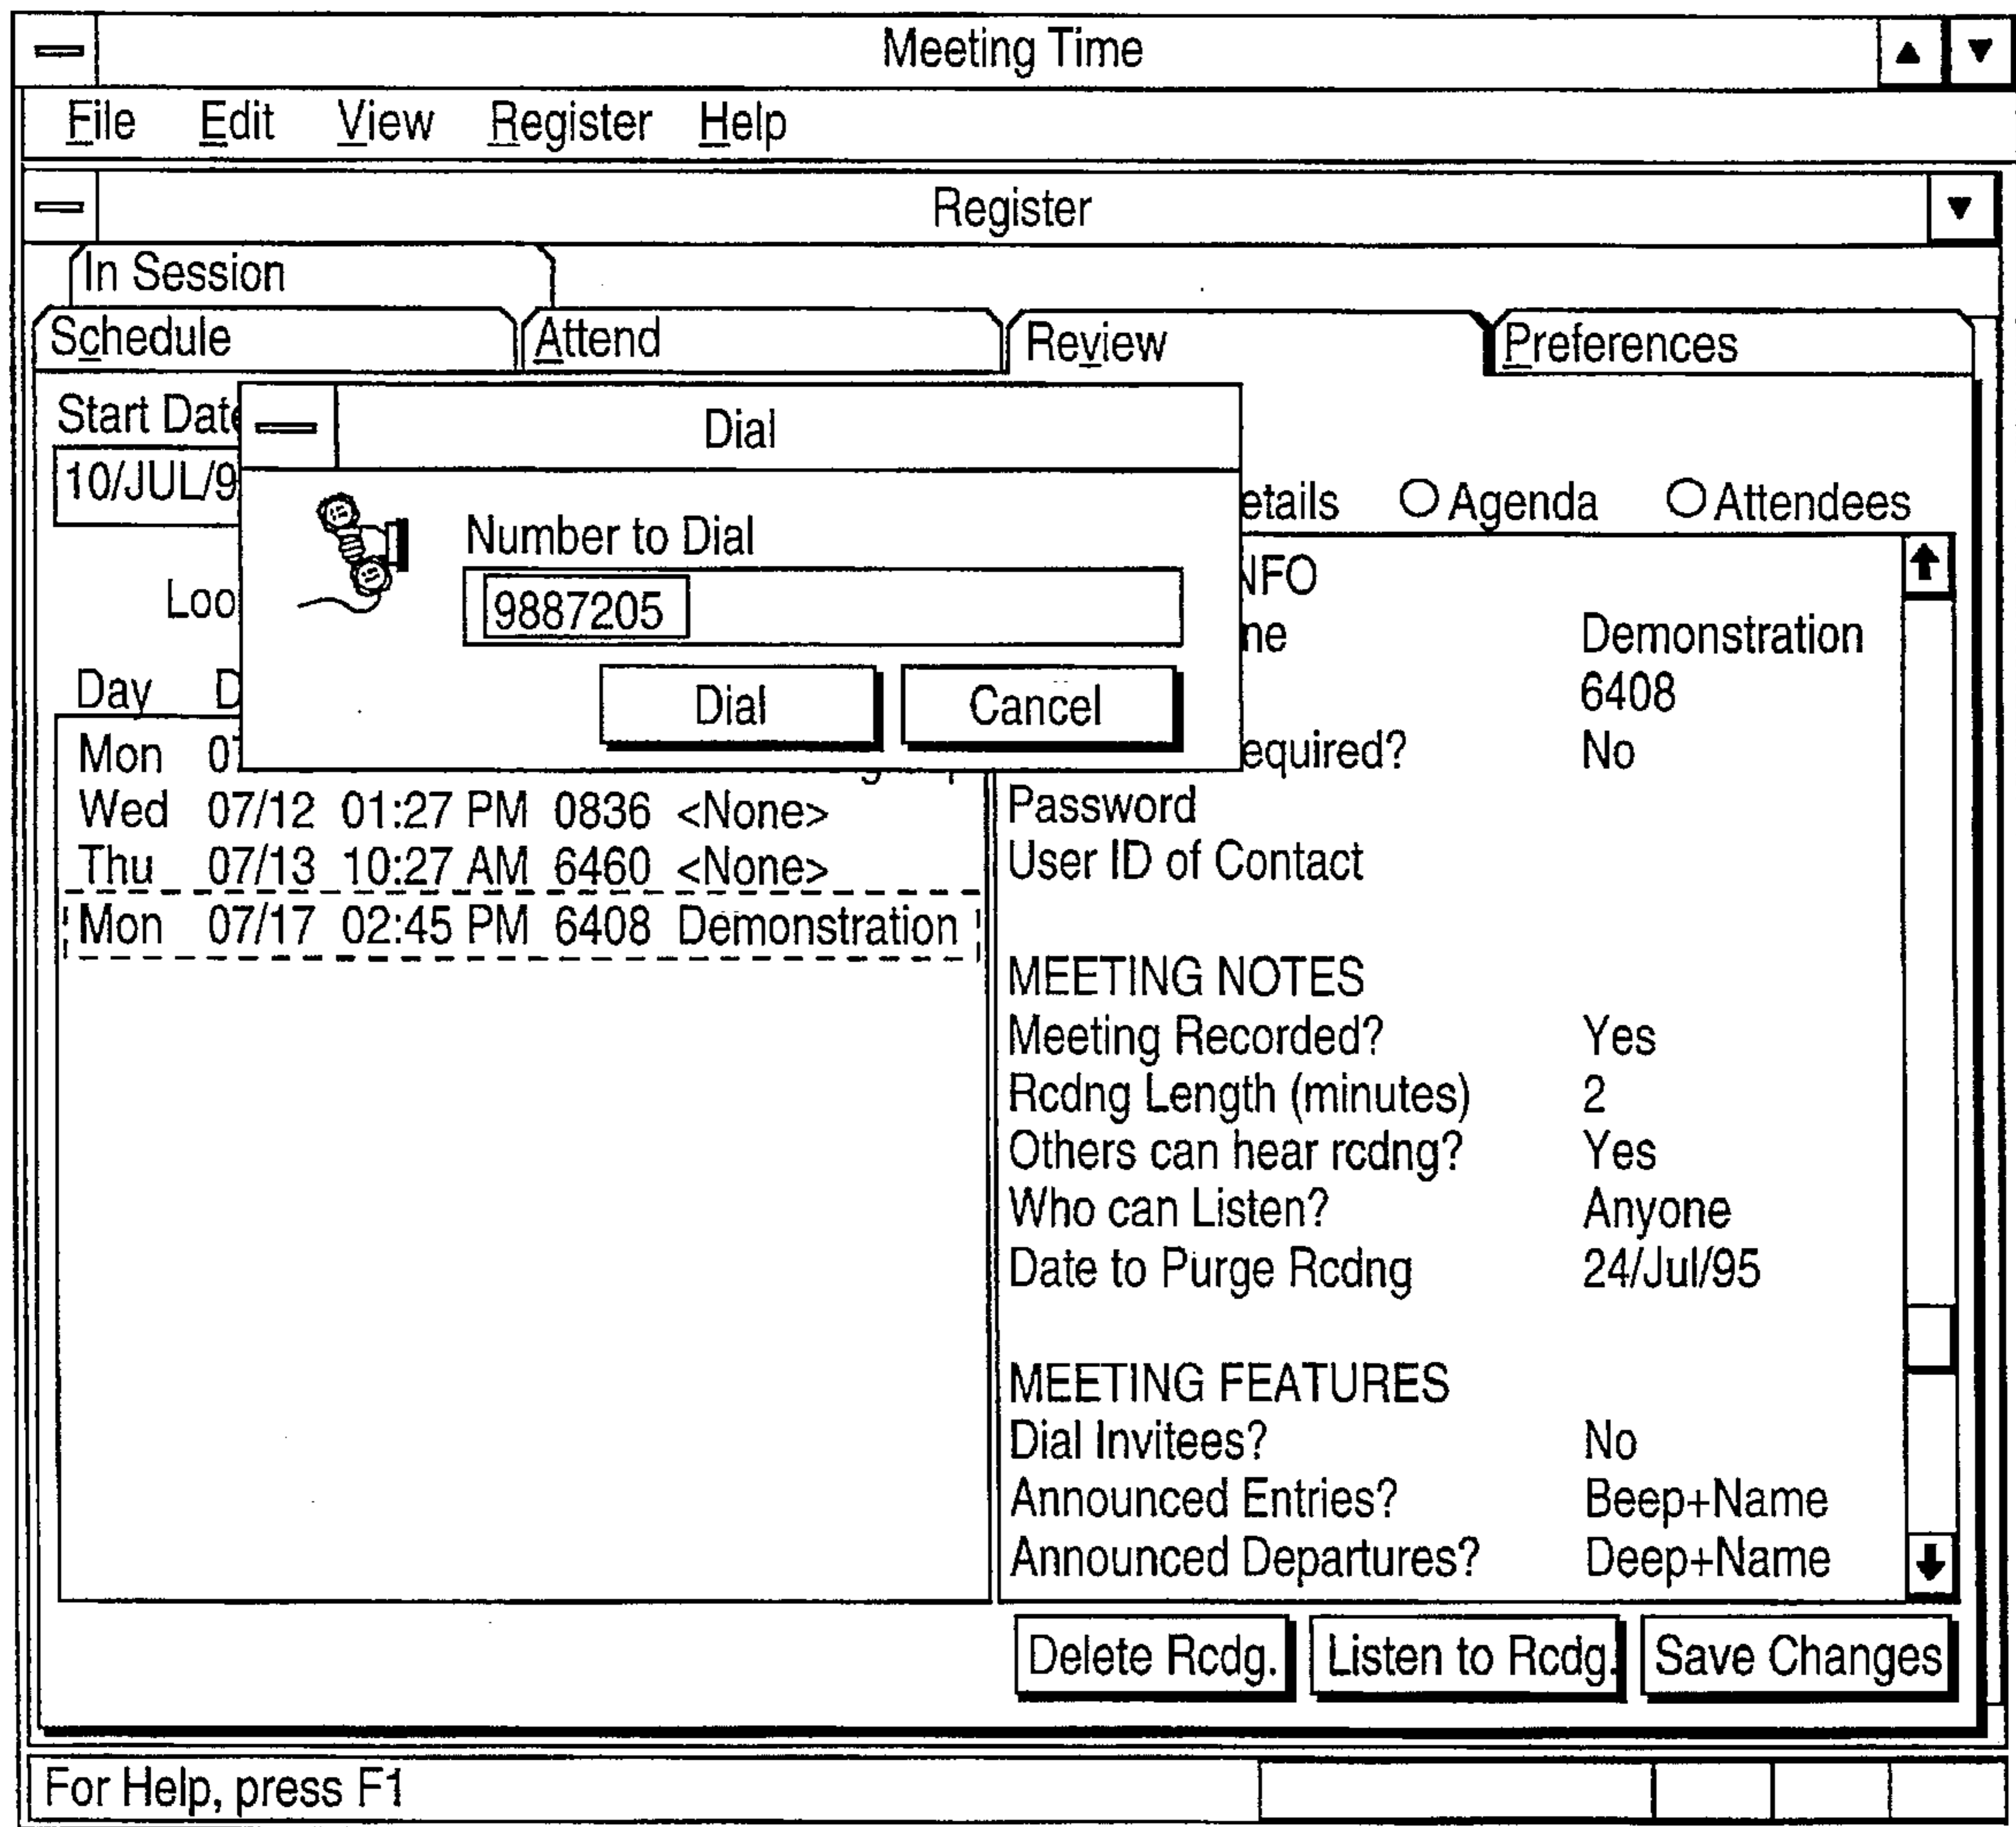 Meeting Time
File Edit View Register Help
Register
In Session
Schedule Attend Review Preferences
Start Date
10/JUL/9
Dial
Number to Dial
9887205
Dial Cancel
etails Agenda Attendees
Demonstration
6408
equired? No
Day
Mon
Wed 07/12 01:27 PM 0836 <None>
Thu 07/13 10:27 AM 6460 <None>
Mon 07/17 02:45 PM 6408 Demonstration
Password
User ID of Contact
MEETING NOTES
Meeting Recorded? Yes
Rcdng Length (minutes) 2
Others can hear rcdng? Yes
Who can Listen? Anyone
Date to Purge Rcdng 24/Jul/95
MEETING FEATURES
Dial Invitees? No
Announced Entries? Beep+Name
Announced Departures? Deep+Name
Delete Rcdg. Listen to Rcdg. Save Changes
For Help, press F1